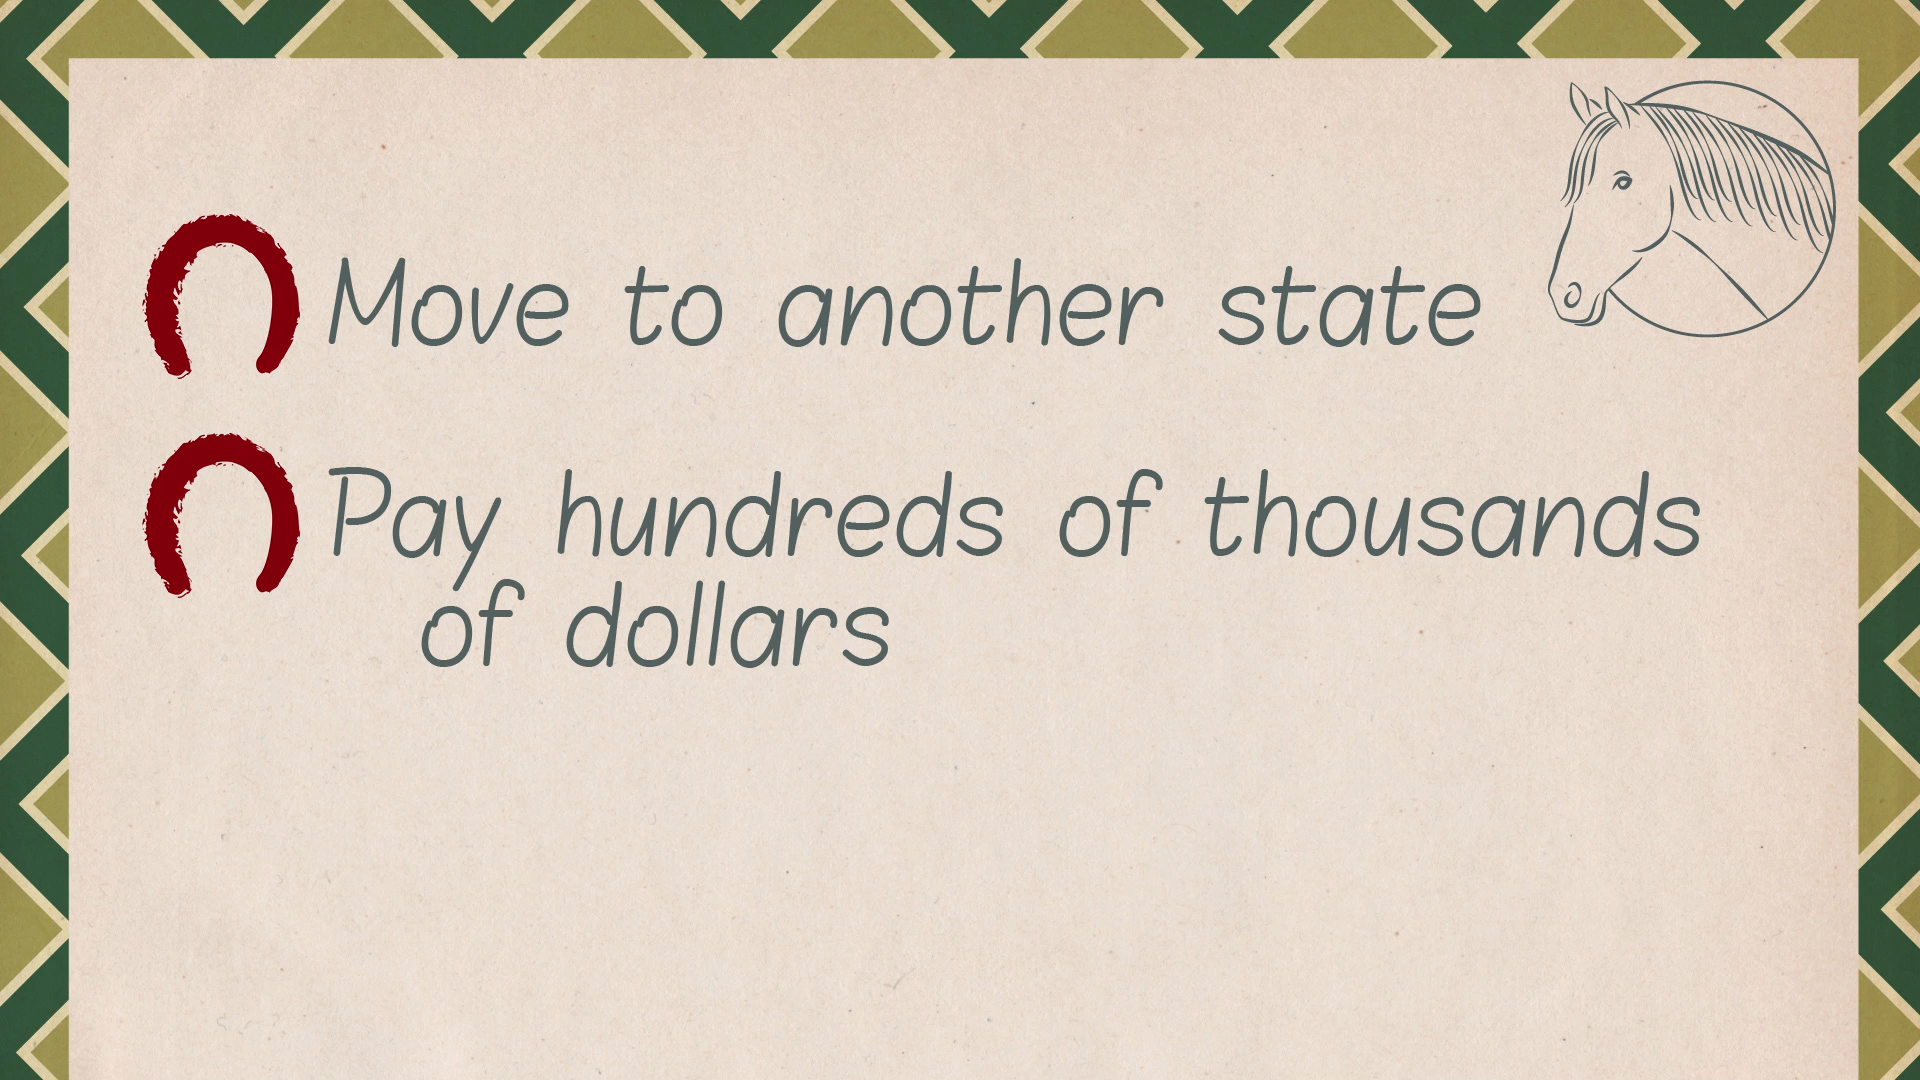 Move to another state
Pay hundreds of thousands
of dollars